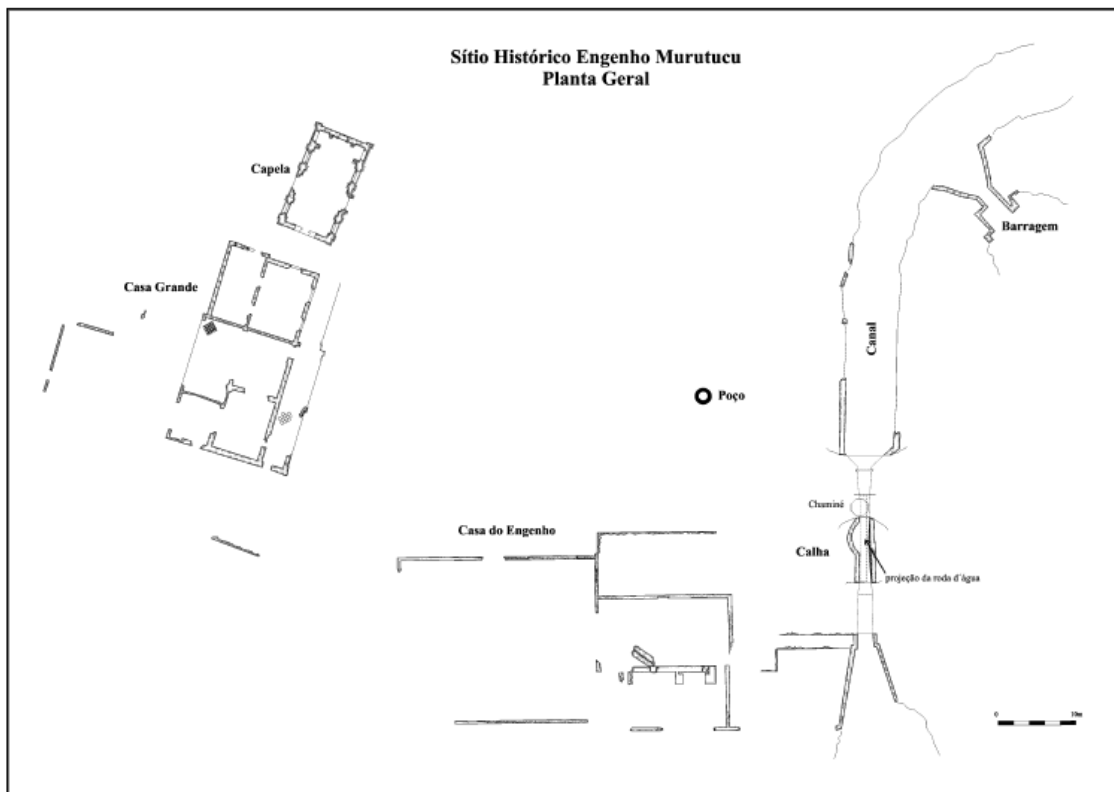 Sítio Histórico Engenho Murutucu
Planta Geral
Capela
Barragem
Casa Grande
Canal
Poço
Chaminé
Casa do Engenho
Calha
projeção da roda d´água
0 10m